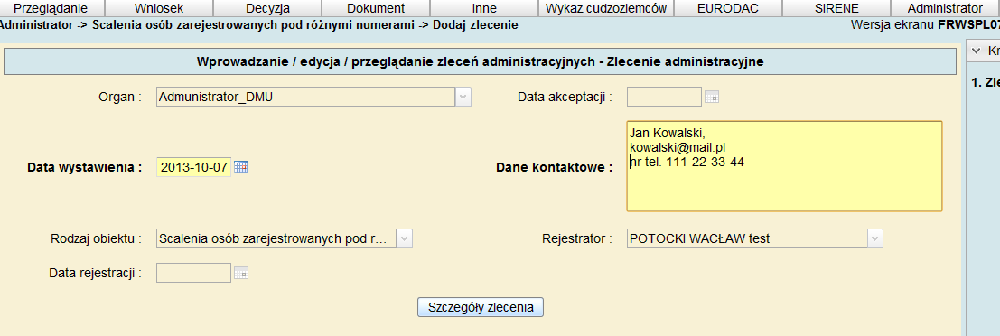 Przeglądanie Wniosek Decyzja Dokument Inne Wykaz cudzoziemców EURODAC SIRENE Administrator
Administrator -> Scalenia osób zarejestrowanych pod różnymi numerami -> Dodaj zlecenie Wersja ekranu FRWSPL07
Kr
Wprowadzanie / edycja / przeglądanie zleceń administracyjnych - Zlecenie administracyjne
1. Zle
Organ : Admunistrator_DMU Data akceptacji :
Data wystawienia : 2013-10-07 Dane kontaktowe :
Jan Kowalski,
kowalski@mail.pl
nr tel. 111-22-33-44
Rodzaj obiektu : Scalenia osób zarejestrowanych pod r... Rejestrator : POTOCKI WACŁAW test
Data rejestracji :
Szczegóły zlecenia